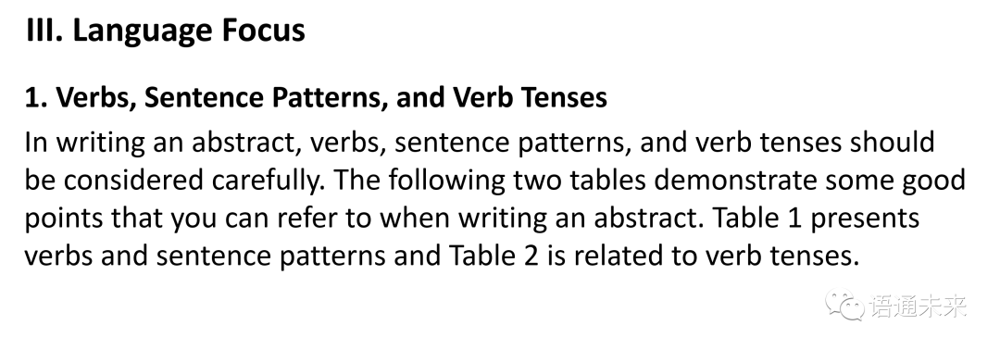 III. Language Focus
1. Verbs, Sentence Patterns, and Verb Tenses
In writing an abstract, verbs, sentence patterns, and verb tenses should
be considered carefully. The following two tables demonstrate some good
points that you can refer to when writing an abstract. Table 1 presents
verbs and sentence patterns and Table 2 is related to verb tenses.
语通未来